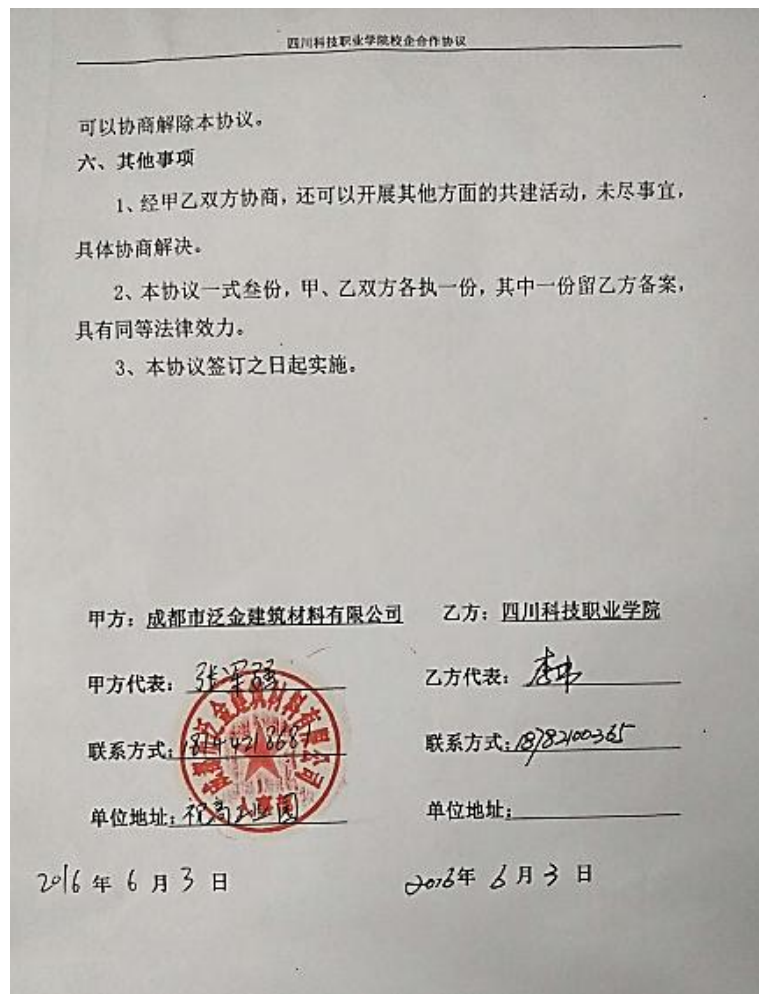 四川科技职业学院校企合作协议
可以协商解除本协议。
六、其他事项
1、经甲乙双方协商，还可以开展其他方面的共建活动，未尽事宜，
具体协商解决。
2、本协议一式叁份，甲、乙双方各执一份，其中一份留乙方备案，
具有同等法律效力。
3、本协议签订之日起实施。
甲方：成都市泛金建筑材料有限公司 乙方：四川科技职业学院
甲方代表：张军强 乙方代表：
联系方式： 联系方式：18782100365
单位地址：视高工业园 单位地址：
2016年6月3日 2016年6月3日